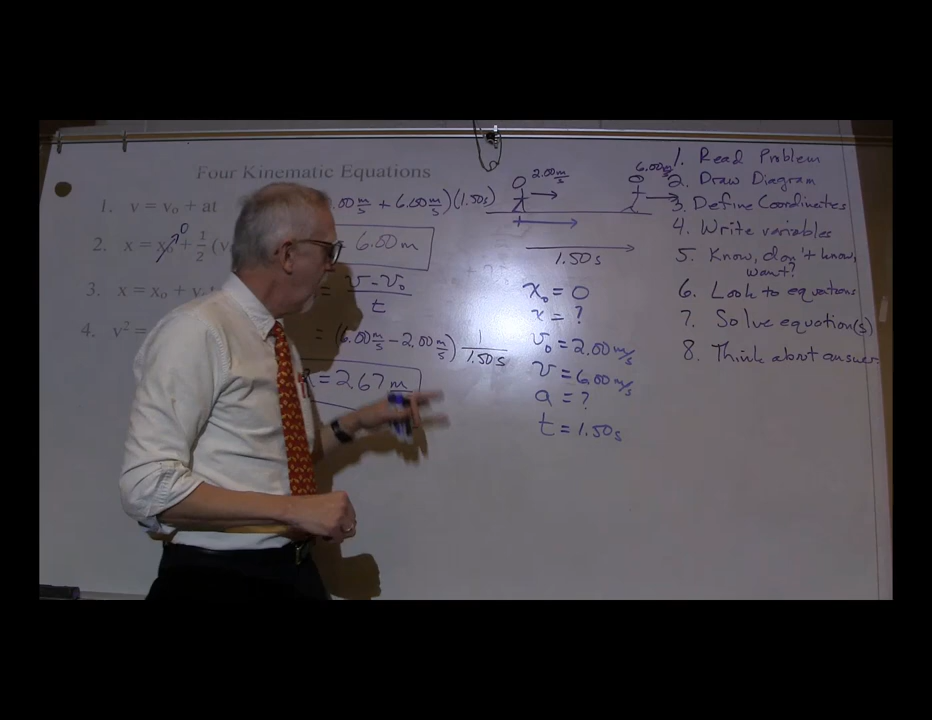 Four Kinematic Equations
1. v = v₀ + at
2. x = x₀ + 1/2 (v
0
3. x = x₀ + v₀t
4. v² =
.00 m/s + 6.00 m/s)(1.50s)
6.00 m
= v - v₀ / t
= (6.00 m/s - 2.00 m/s) 1/1.50s
= 2.67 m
2.00 m/s
6.00 m/s
1.50 s
x₀ = 0
x = ?
v₀ = 2.00 m/s
v = 6.00 m/s
a = ?
t = 1.50s
1. Read Problem
2. Draw Diagram
3. Define Coordinates
4. Write variables
5. Know, don't know,
want?
6. Look to equations
7. Solve equation(s)
8. Think about answer.